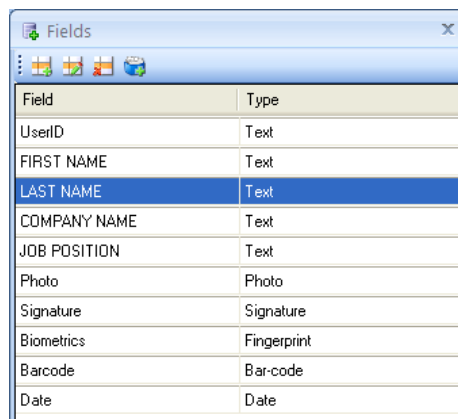 Fields
Field Type
UserID Text
FIRST NAME Text
LAST NAME Text
COMPANY NAME Text
JOB POSITION Text
Photo Photo
Signature Signature
Biometrics Fingerprint
Barcode Bar-code
Date Date